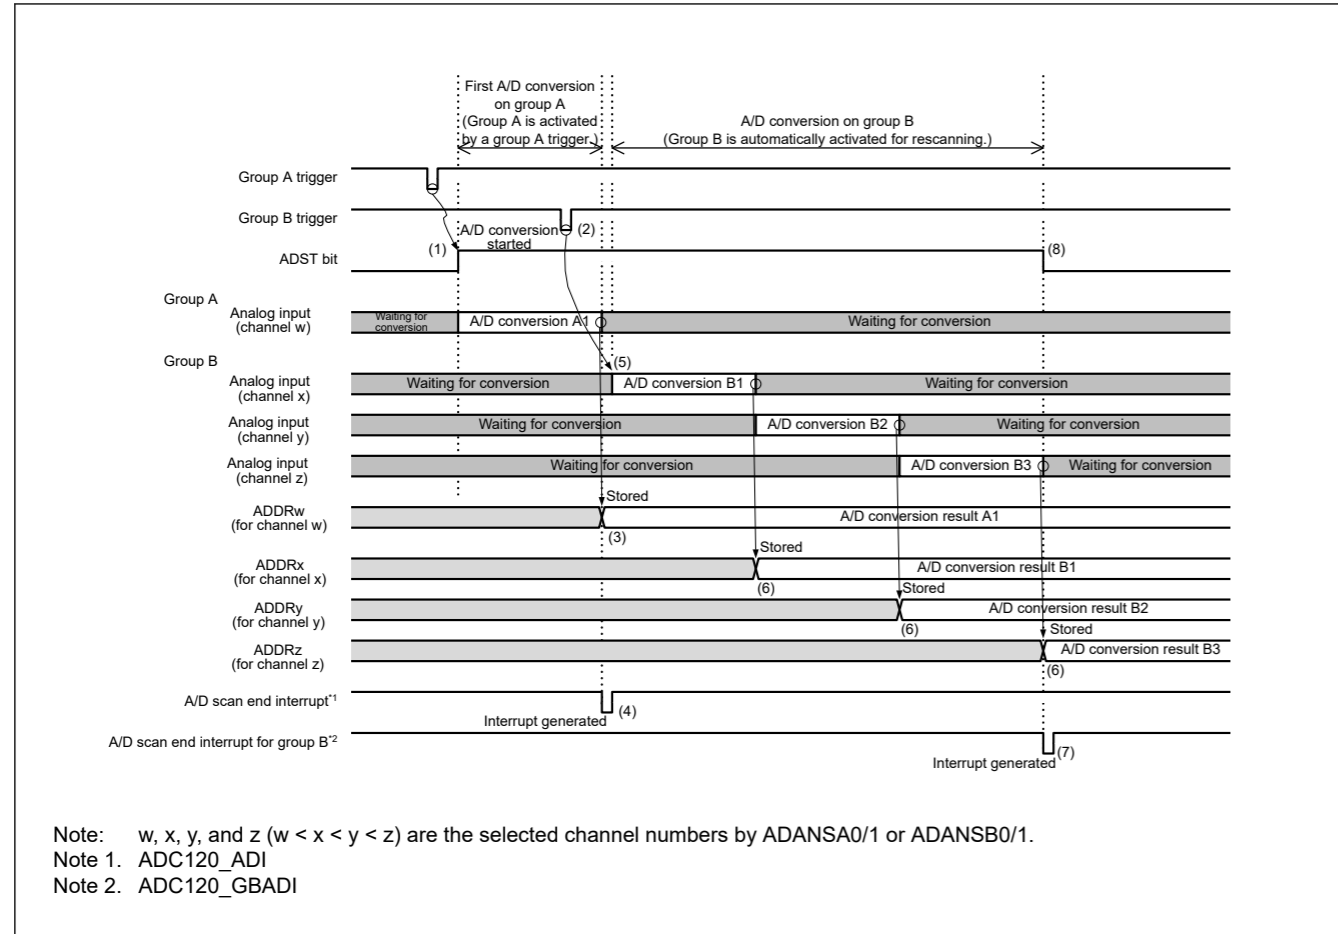 First A/D conversion
on group A
(Group A is activated
by a group A trigger.)
A/D conversion on group B
(Group B is automatically activated for rescanning.)
Group A trigger
Group B trigger
(2)
A/D conversion
started
(1)
(8)
ADST bit
Group A
Analog input
(channel w)
Waiting for
conversion
A/D conversion A1
Waiting for conversion
Group B
(5)
Analog input
(channel x)
Waiting for conversion
A/D conversion B1
Waiting for conversion
Analog input
(channel y)
Waiting for conversion
A/D conversion B2
Waiting for conversion
Analog input
(channel z)
Waiting for conversion
A/D conversion B3
Waiting for conversion
Stored
ADDRw
(for channel w)
A/D conversion result A1
(3)
Stored
ADDRx
(for channel x)
A/D conversion result B1
(6)
Stored
ADDRy
(for channel y)
A/D conversion result B2
(6)
Stored
ADDRz
(for channel z)
A/D conversion result B3
(6)
A/D scan end interrupt*1
(4)
Interrupt generated
A/D scan end interrupt for group B*2
(7)
Interrupt generated
Note: w, x, y, and z (w < x < y < z) are the selected channel numbers by ADANSA0/1 or ADANSB0/1.
Note 1. ADC120_ADI
Note 2. ADC120_GBADI